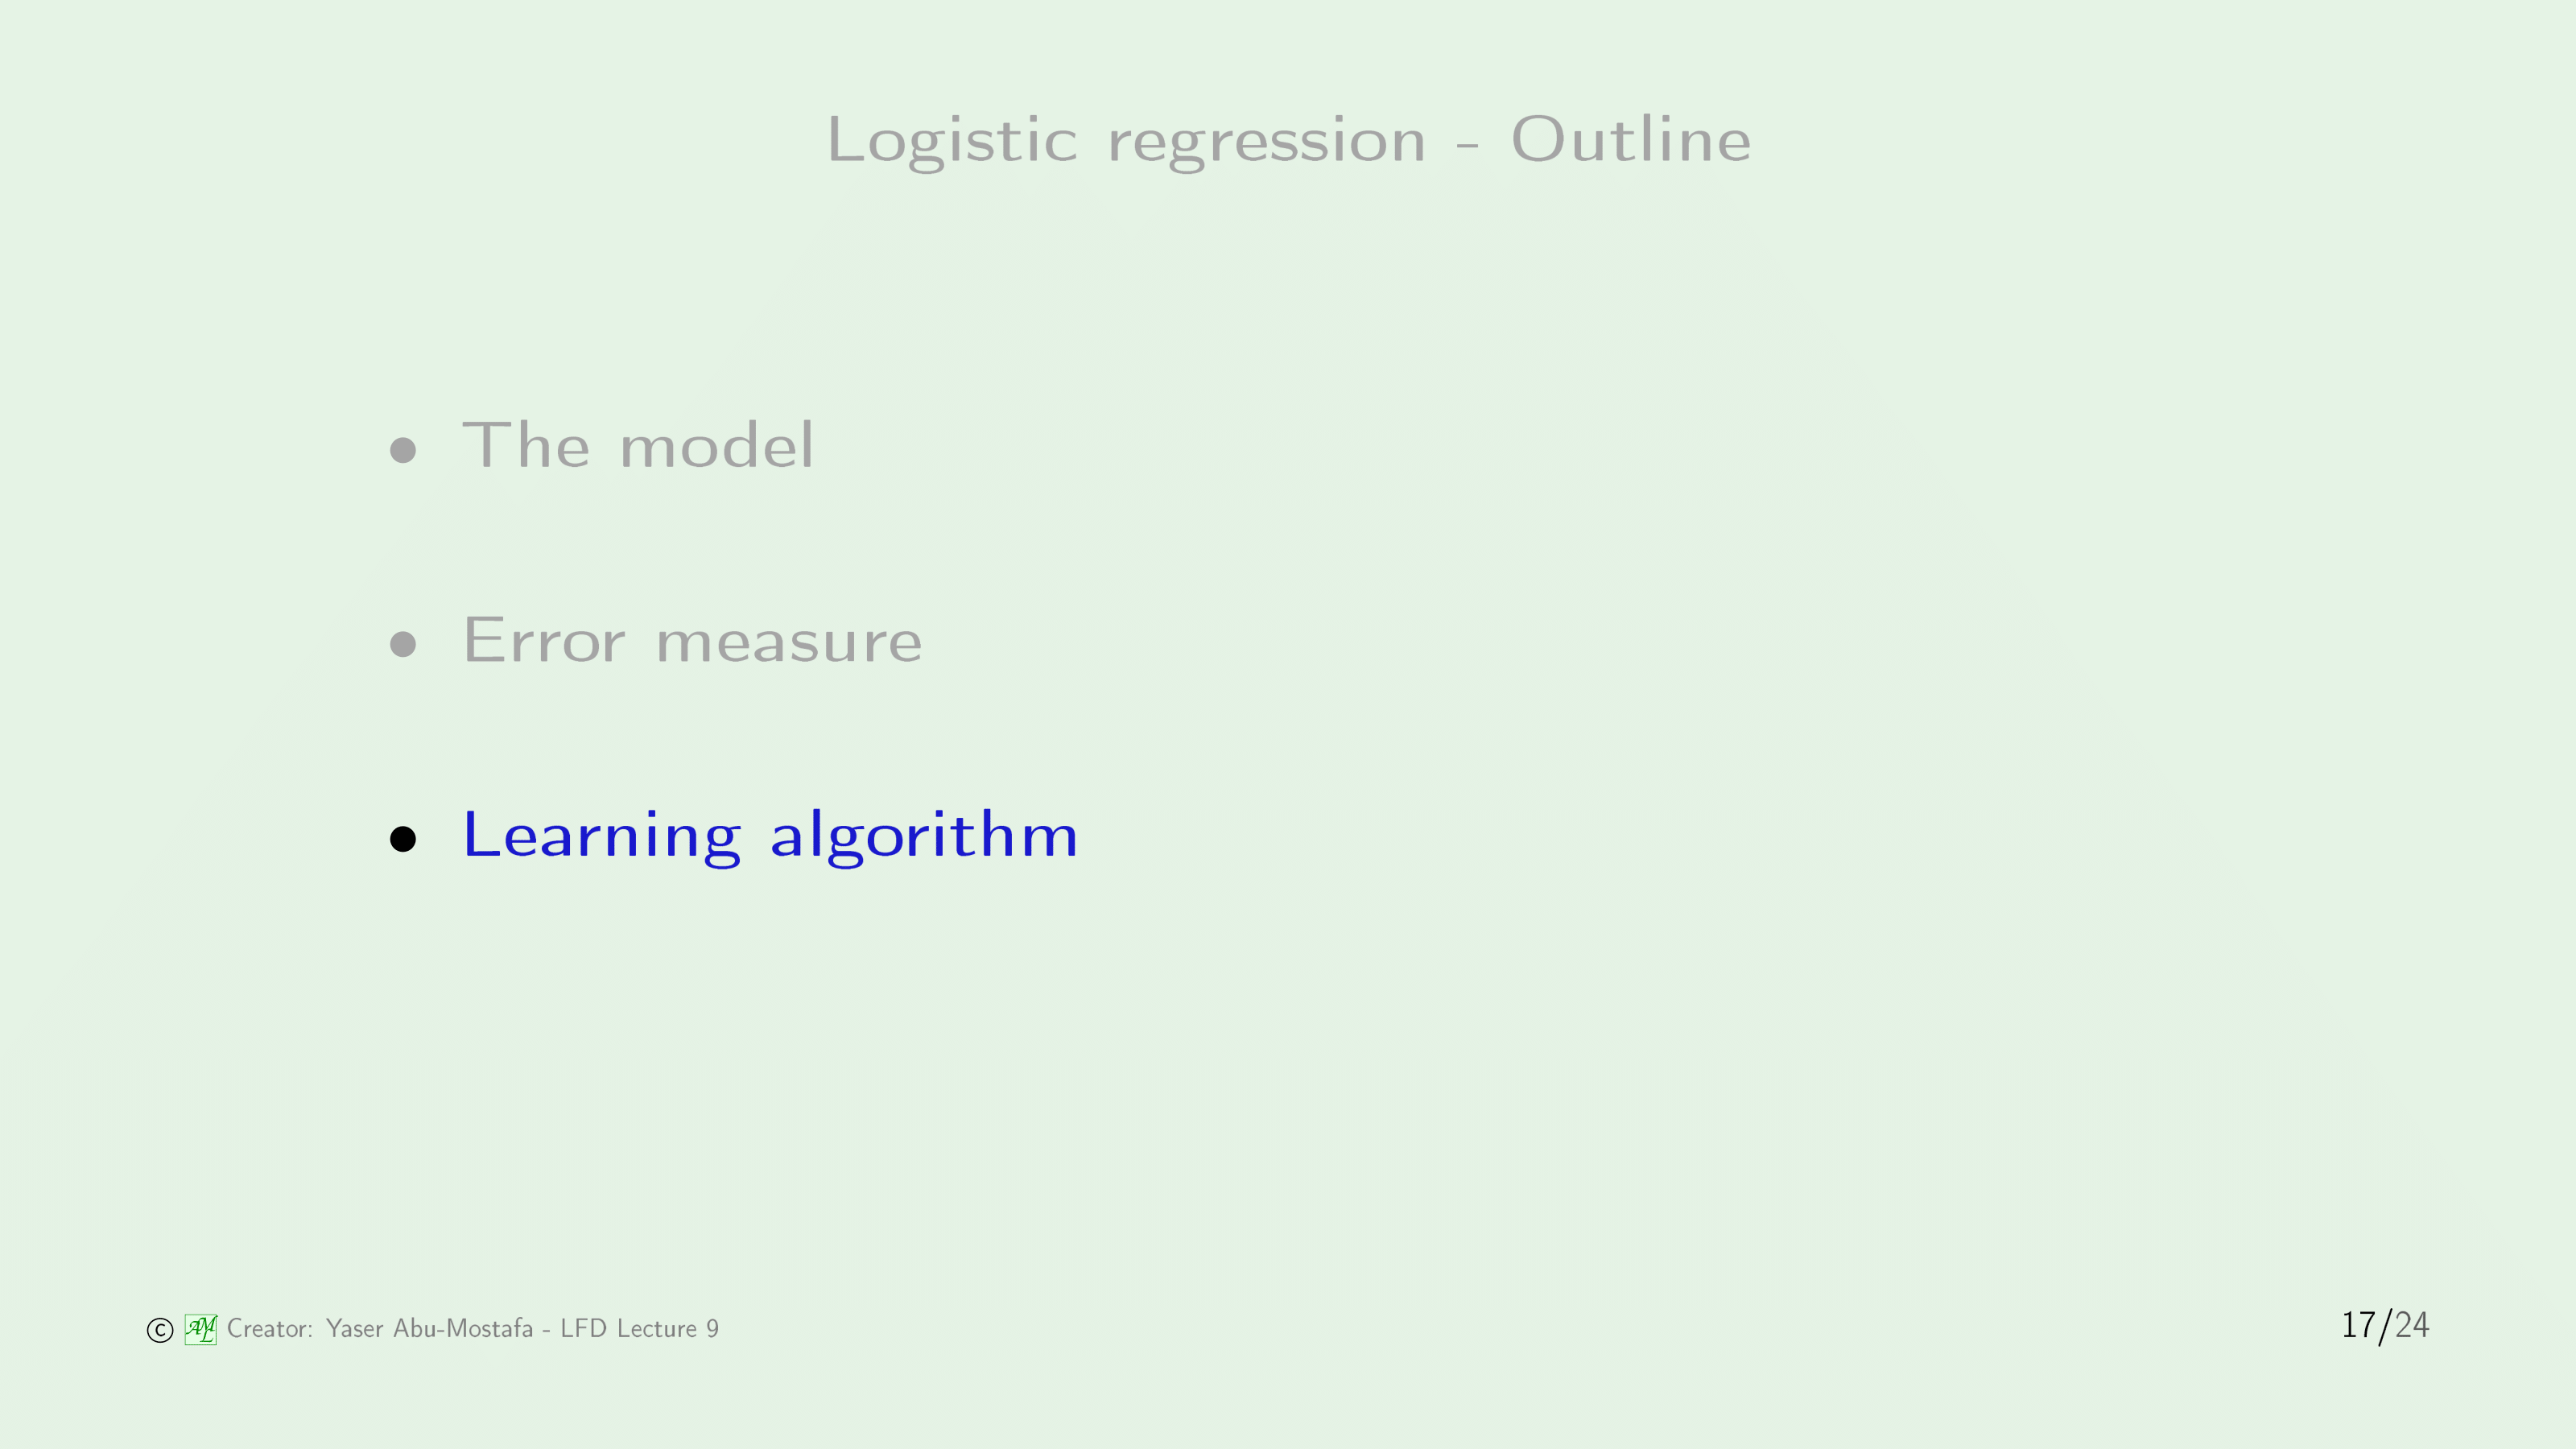 Logistic regression - Outline
• The model
• Error measure
• Learning algorithm
© AML Creator: Yaser Abu-Mostafa - LFD Lecture 9
17/24